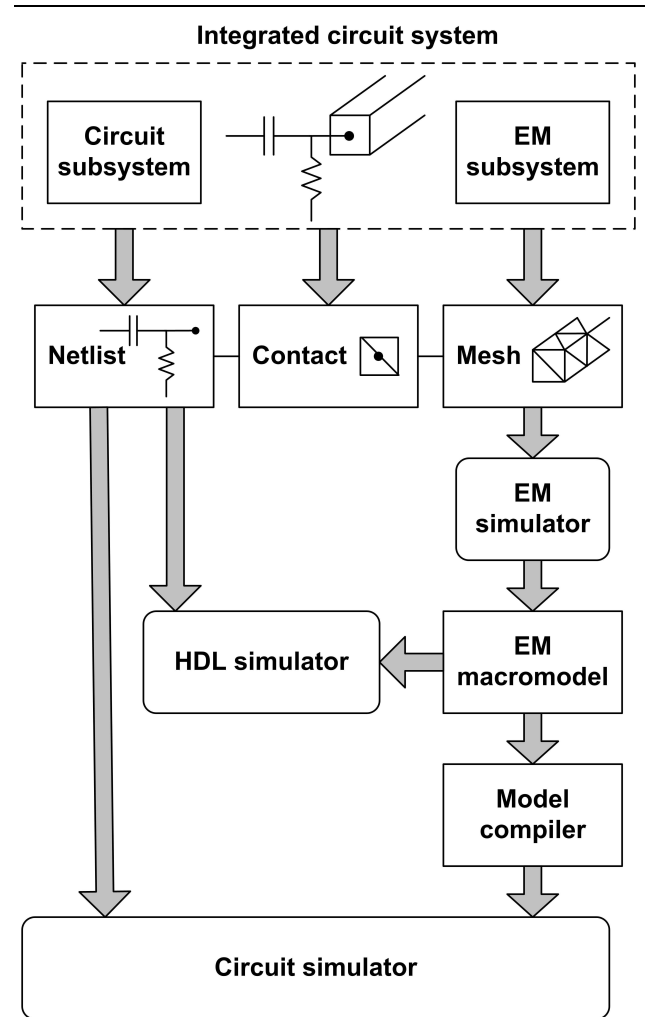 Integrated circuit system
Circuit
subsystem
EM
subsystem
Netlist
Contact
Mesh
EM
simulator
HDL simulator
EM
macromodel
Model
compiler
Circuit simulator